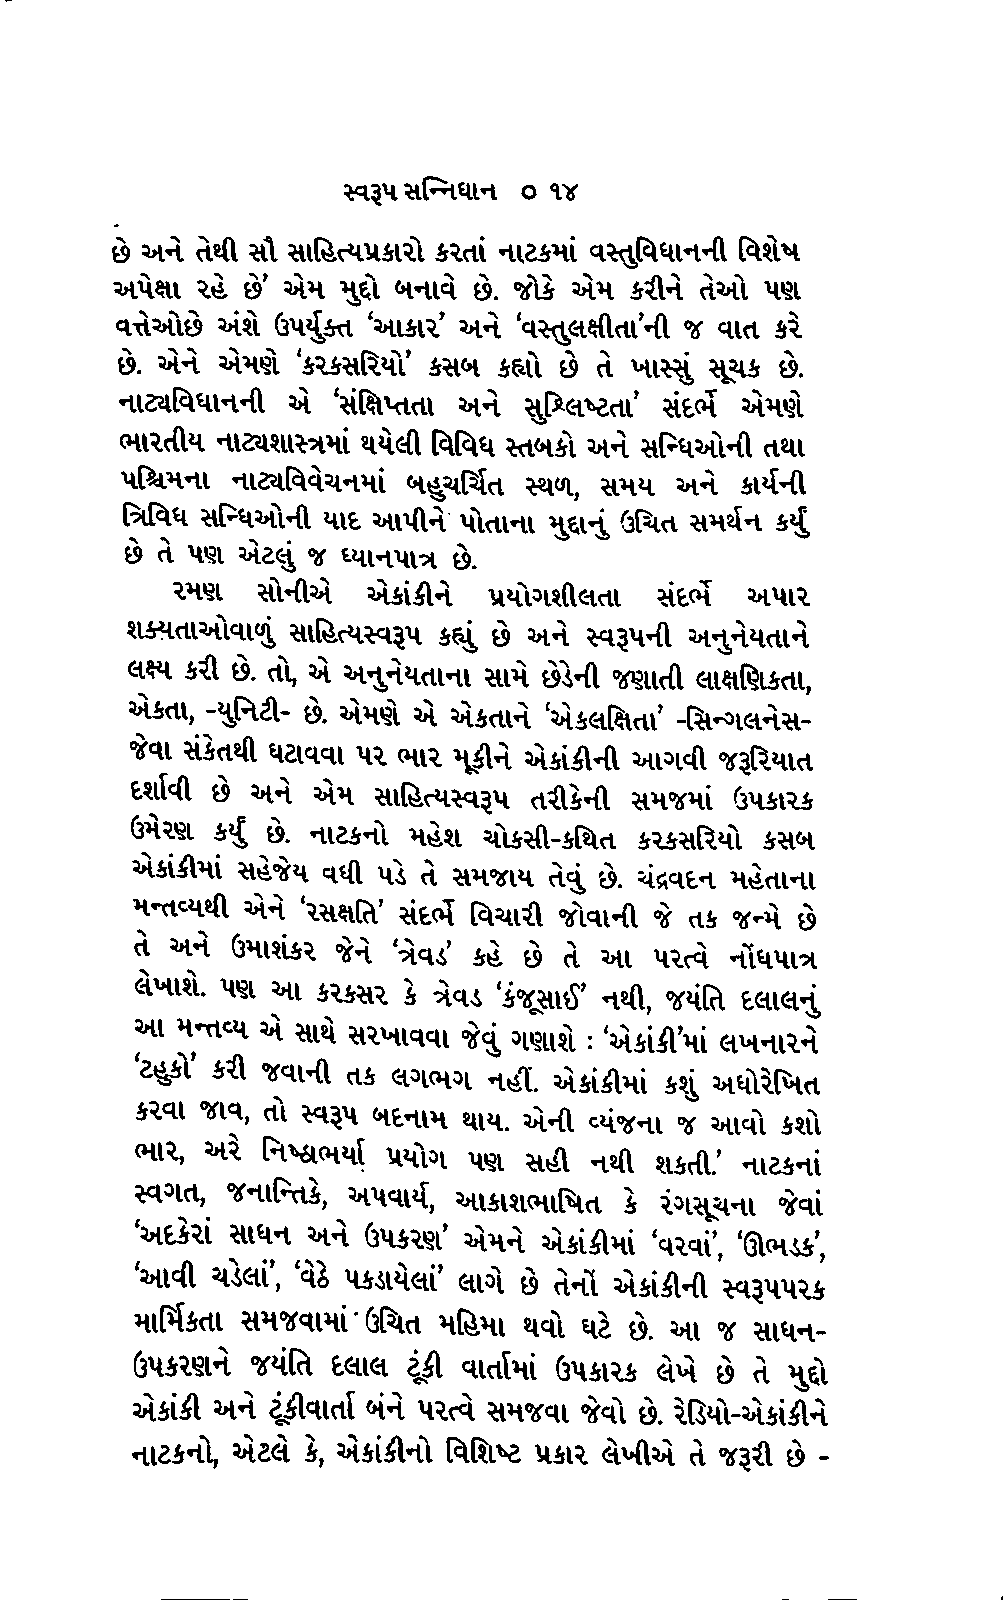 સ્વરૂપ સન્નિધાન ૦ ૧૪
છે અને તેથી સૌ સાહિત્યપ્રકારો કરતાં નાટકમાં વસ્તુવિધાનની વિશેષ
અપેક્ષા રહે છે’ એમ મુદ્દો બનાવે છે. જોકે એમ કરીને તેઓ પણ
વત્તેઓછે અંશે ઉપર્યુક્ત ‘આકાર’ અને ‘વસ્તુલક્ષીતા’ની જ વાત કરે
છે. એને એમણે ‘કરકસરિયો’ કસબ કહ્યો છે તે ખાસ્સું સૂચક છે.
નાટ્યવિધાનની એ ‘સંક્ષિપ્તતા અને સુશ્લિષ્ટતા’ સંદર્ભે એમણે
ભારતીય નાટ્યશાસ્ત્રમાં થયેલી વિવિધ સ્તબકો અને સન્ધિઓની તથા
પશ્ચિમના નાટ્યવિવેચનમાં બહુચર્ચિત સ્થળ, સમય અને કાર્યની
ત્રિવિધ સન્ધિઓની યાદ આપીને પોતાના મુદ્દાનું ઉચિત સમર્થન કર્યું
છે તે પણ એટલું જ ધ્યાનપાત્ર છે.
રમણ સોનીએ એકાંકીને પ્રયોગશીલતા સંદર્ભે અપાર
શક્યતાઓવાળું સાહિત્યસ્વરૂપ કહ્યું છે અને સ્વરૂપની અનુનેયતાને
લક્ષ્ય કરી છે. તો, એ અનુનેયતાના સામે છેડેની જણાતી લાક્ષણિકતા,
એકતા, -યુનિટી- છે. એમણે એ એકતાને ‘એકલક્ષિતા’ -સિન્ગલનેસ-
જેવા સંકેતથી ઘટાવવા પર ભાર મૂકીને એકાંકીની આગવી જરૂરિયાત
દર્શાવી છે અને એમ સાહિત્યસ્વરૂપ તરીકેની સમજમાં ઉપકારક
ઉમેરણ કર્યું છે. નાટકનો મહેશ ચોકસી-કથિત કરકસરિયો કસબ
એકાંકીમાં સહેજેય વધી પડે તે સમજાય તેવું છે. ચંદ્રવદન મહેતાના
મન્તવ્યથી એને ‘રસક્ષતિ’ સંદર્ભે વિચારી જોવાની જે તક જન્મે છે
તે અને ઉમાશંકર જેને ‘ત્રેવડ’ કહે છે તે આ પરત્વે નોંધપાત્ર
લેખાશે. પણ આ કરકસર કે ત્રેવડ ‘કંજૂસાઈ’ નથી, જયંતિ દલાલનું
આ મન્તવ્ય એ સાથે સરખાવવા જેવું ગણાશે : ‘એકાંકી’માં લખનારને
‘ટહુકો’ કરી જવાની તક લગભગ નહીં. એકાંકીમાં કશું અધોરેખિત
કરવા જાવ, તો સ્વરૂપ બદનામ થાય. એની વ્યંજના જ આવો કશો
ભાર, અરે નિષ્ઠાભર્યા પ્રયોગ પણ સહી નથી શકતી.’ નાટકનાં
સ્વગત, જનાન્તિકે, અપવાર્ય, આકાશભાષિત કે રંગસૂચના જેવાં
‘અદકેરાં સાધન અને ઉપકરણ’ એમને એકાંકીમાં ‘વરવાં’, ‘ઊભડક’,
‘આવી ચડેલાં’, ‘વેઠે પકડાયેલાં’ લાગે છે તેનોં એકાંકીની સ્વરૂપપરક
માર્મિકતા સમજવામાં ઉચિત મહિમા થવો ઘટે છે. આ જ સાધન-
ઉપકરણને જયંતિ દલાલ ટૂંકી વાર્તામાં ઉપકારક લેખે છે તે મુદ્દો
એકાંકી અને ટૂંકીવાર્તા બંને પરત્વે સમજવા જેવો છે. રેડિયો-એકાંકીને
નાટકનો, એટલે કે, એકાંકીનો વિશિષ્ટ પ્રકાર લેખીએ તે જરૂરી છે -